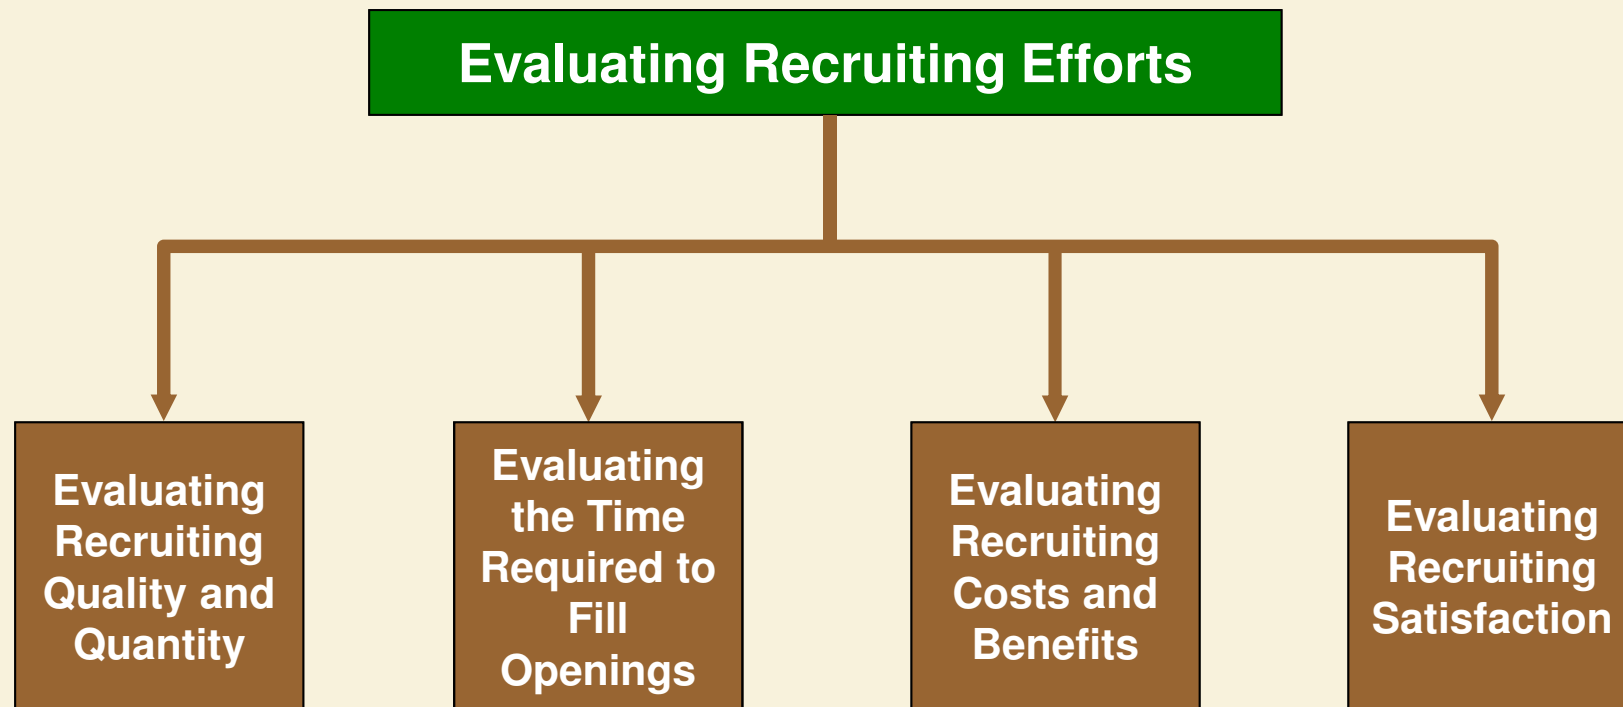 Evaluating Recruiting Efforts
Evaluating
Recruiting
Quality and
Quantity
Evaluating
the Time
Required to
Fill
Openings
Evaluating
Recruiting
Costs and
Benefits
Evaluating
Recruiting
Satisfaction